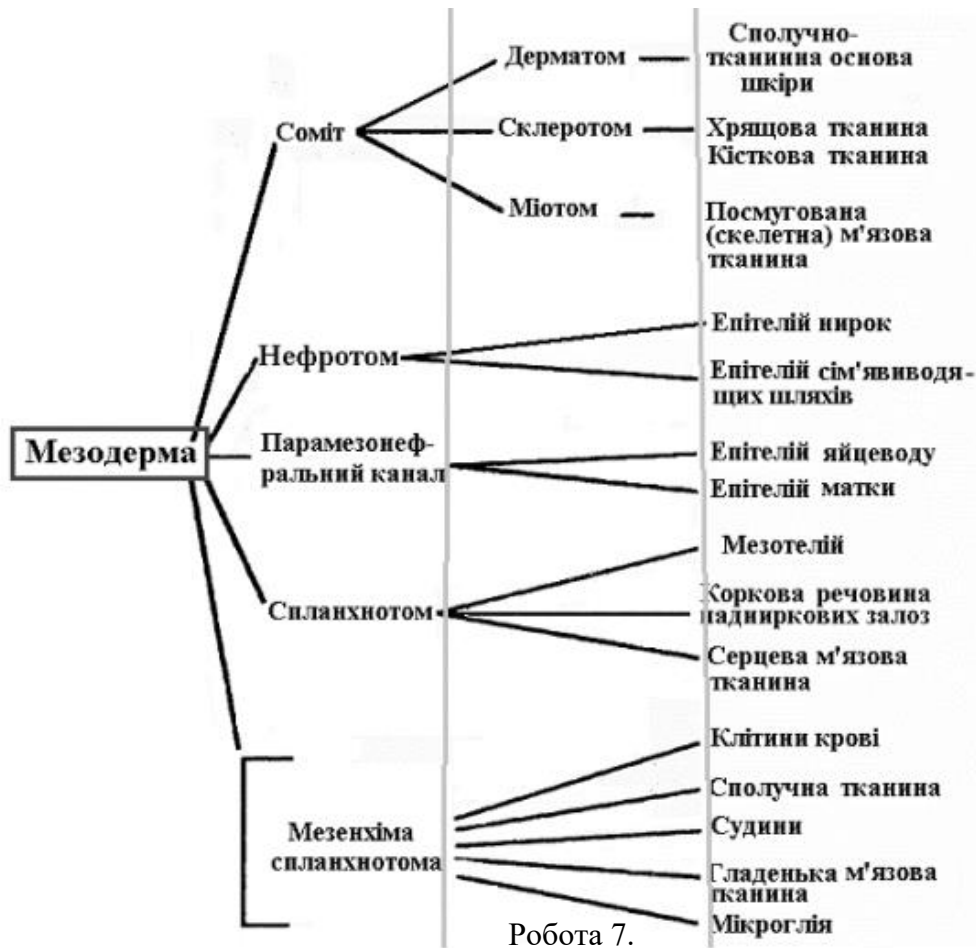 Сполучно-
Дерматом
тканинна основа
шкіри
Соміт
Склеротом
Хрящова тканина
Кісткова тканина
Міотом
Посмугована
(скелетна) м'язова
тканина
Нефротом
Епітелій нирок
Епітелій сім'явиводя-
щих шляхів
Мезодерма
Парамезонеф-
ральний канал
Епітелій яйцеводу
Епітелій матки
Спланхнотом
Мезотелій
Коркова речовина
надниркових залоз
Серцева м'язова
тканина
Мезенхіма
спланхнотома
Клітини крові
Сполучна тканина
Судини
Гладенька м'язова
тканина
Мікроглія
Робота 7.